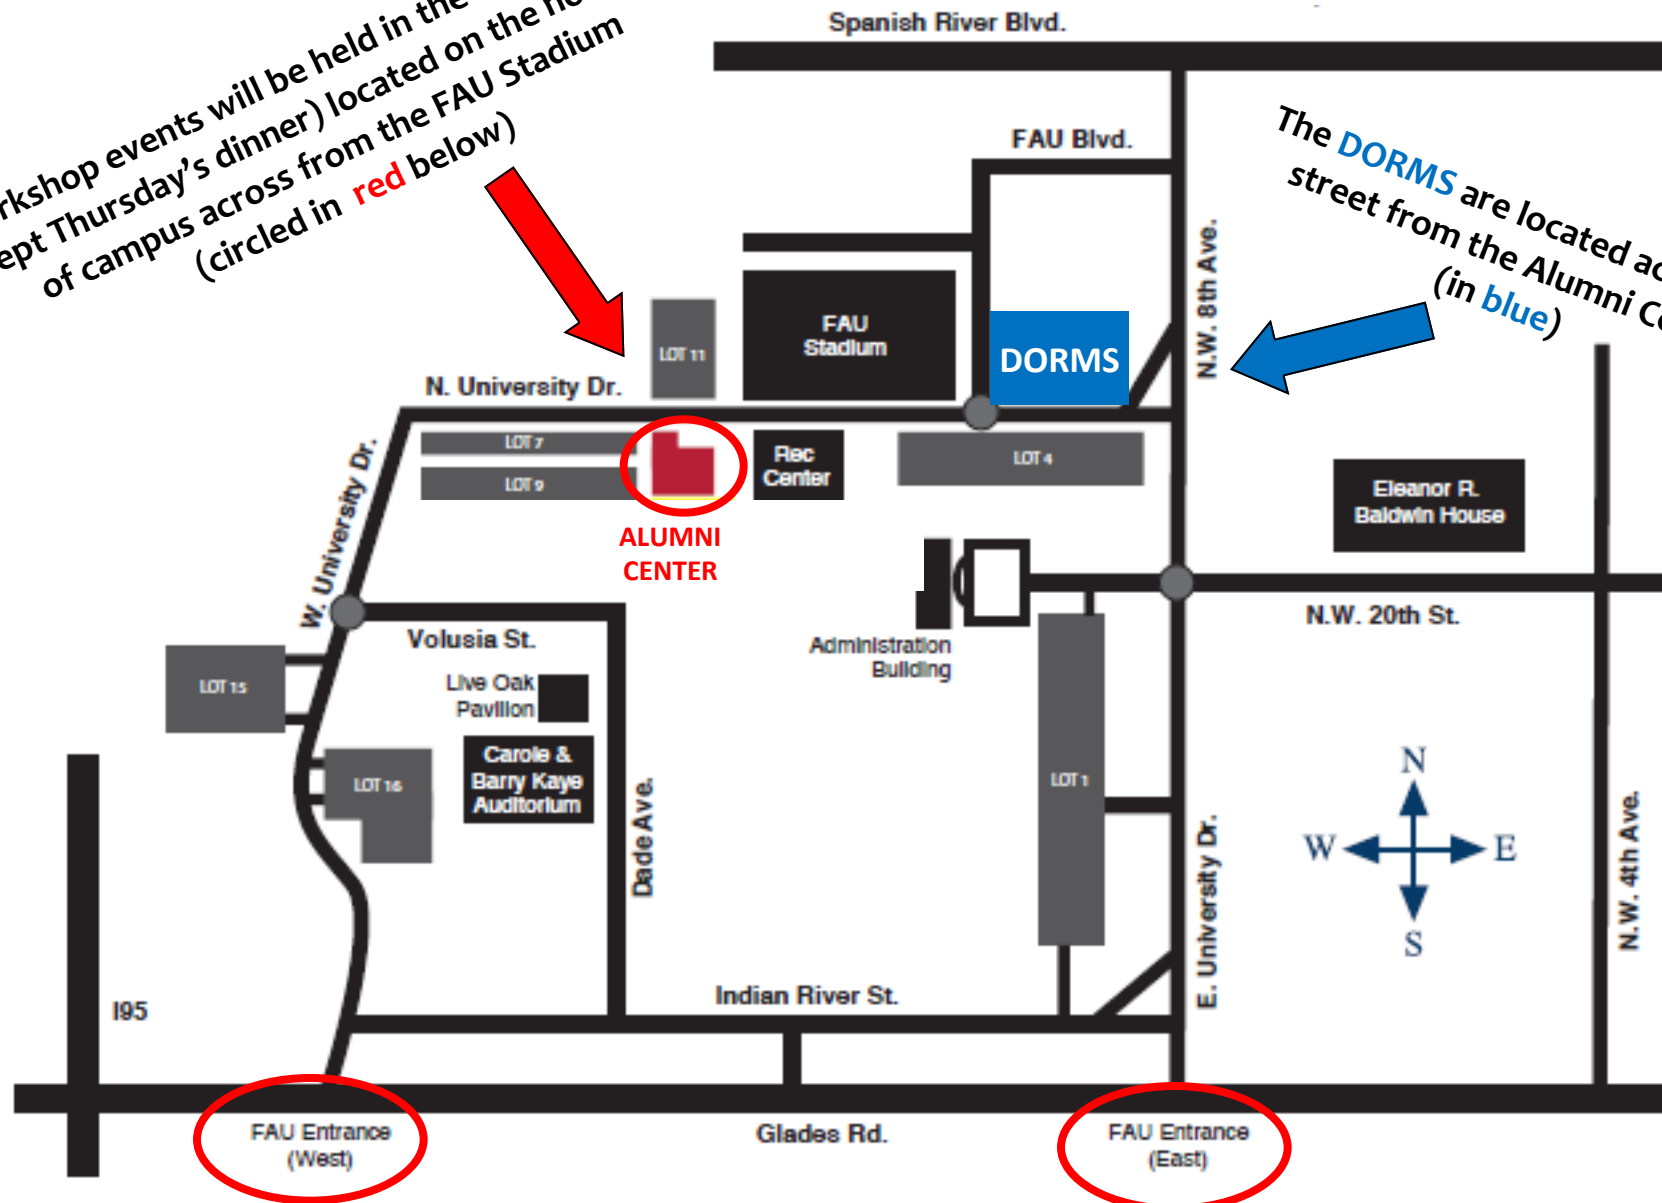 Spanish River Blvd.
events will be held in the
Thursday's dinner) located on the
of campus across from the FAU Stadium
(circled in red below)
FAU Blvd.
The DORMS are located
street from the Alumni
(in blue)
N.W. 8th Ave.
FAU
Stadium
LOT 11
DORMS
N. University Dr.
LOT 7
LOT 9
Rec
Center
LOT 4
ALUMNI
CENTER
Eleanor R.
Baldwin House
W. University Dr.
Volusia St.
Administration
Building
N.W. 20th St.
LOT 15
Live Oak
Pavilion
Carole &
Barry Kaye
Auditorium
LOT 16
LOT 1
Dade Ave.
E. University Dr.
N
W
E
S
N.W. 4th Ave.
Indian River St.
I95
FAU Entrance
(West)
Glades Rd.
FAU Entrance
(East)